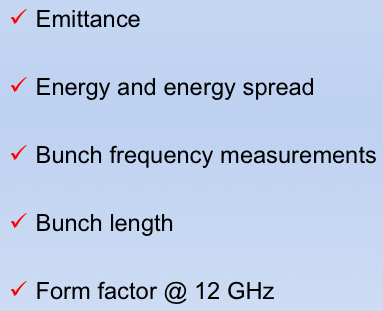 ✓ Emittance
✓ Energy and energy spread
✓ Bunch frequency measurements
✓ Bunch length
✓ Form factor @ 12 GHz